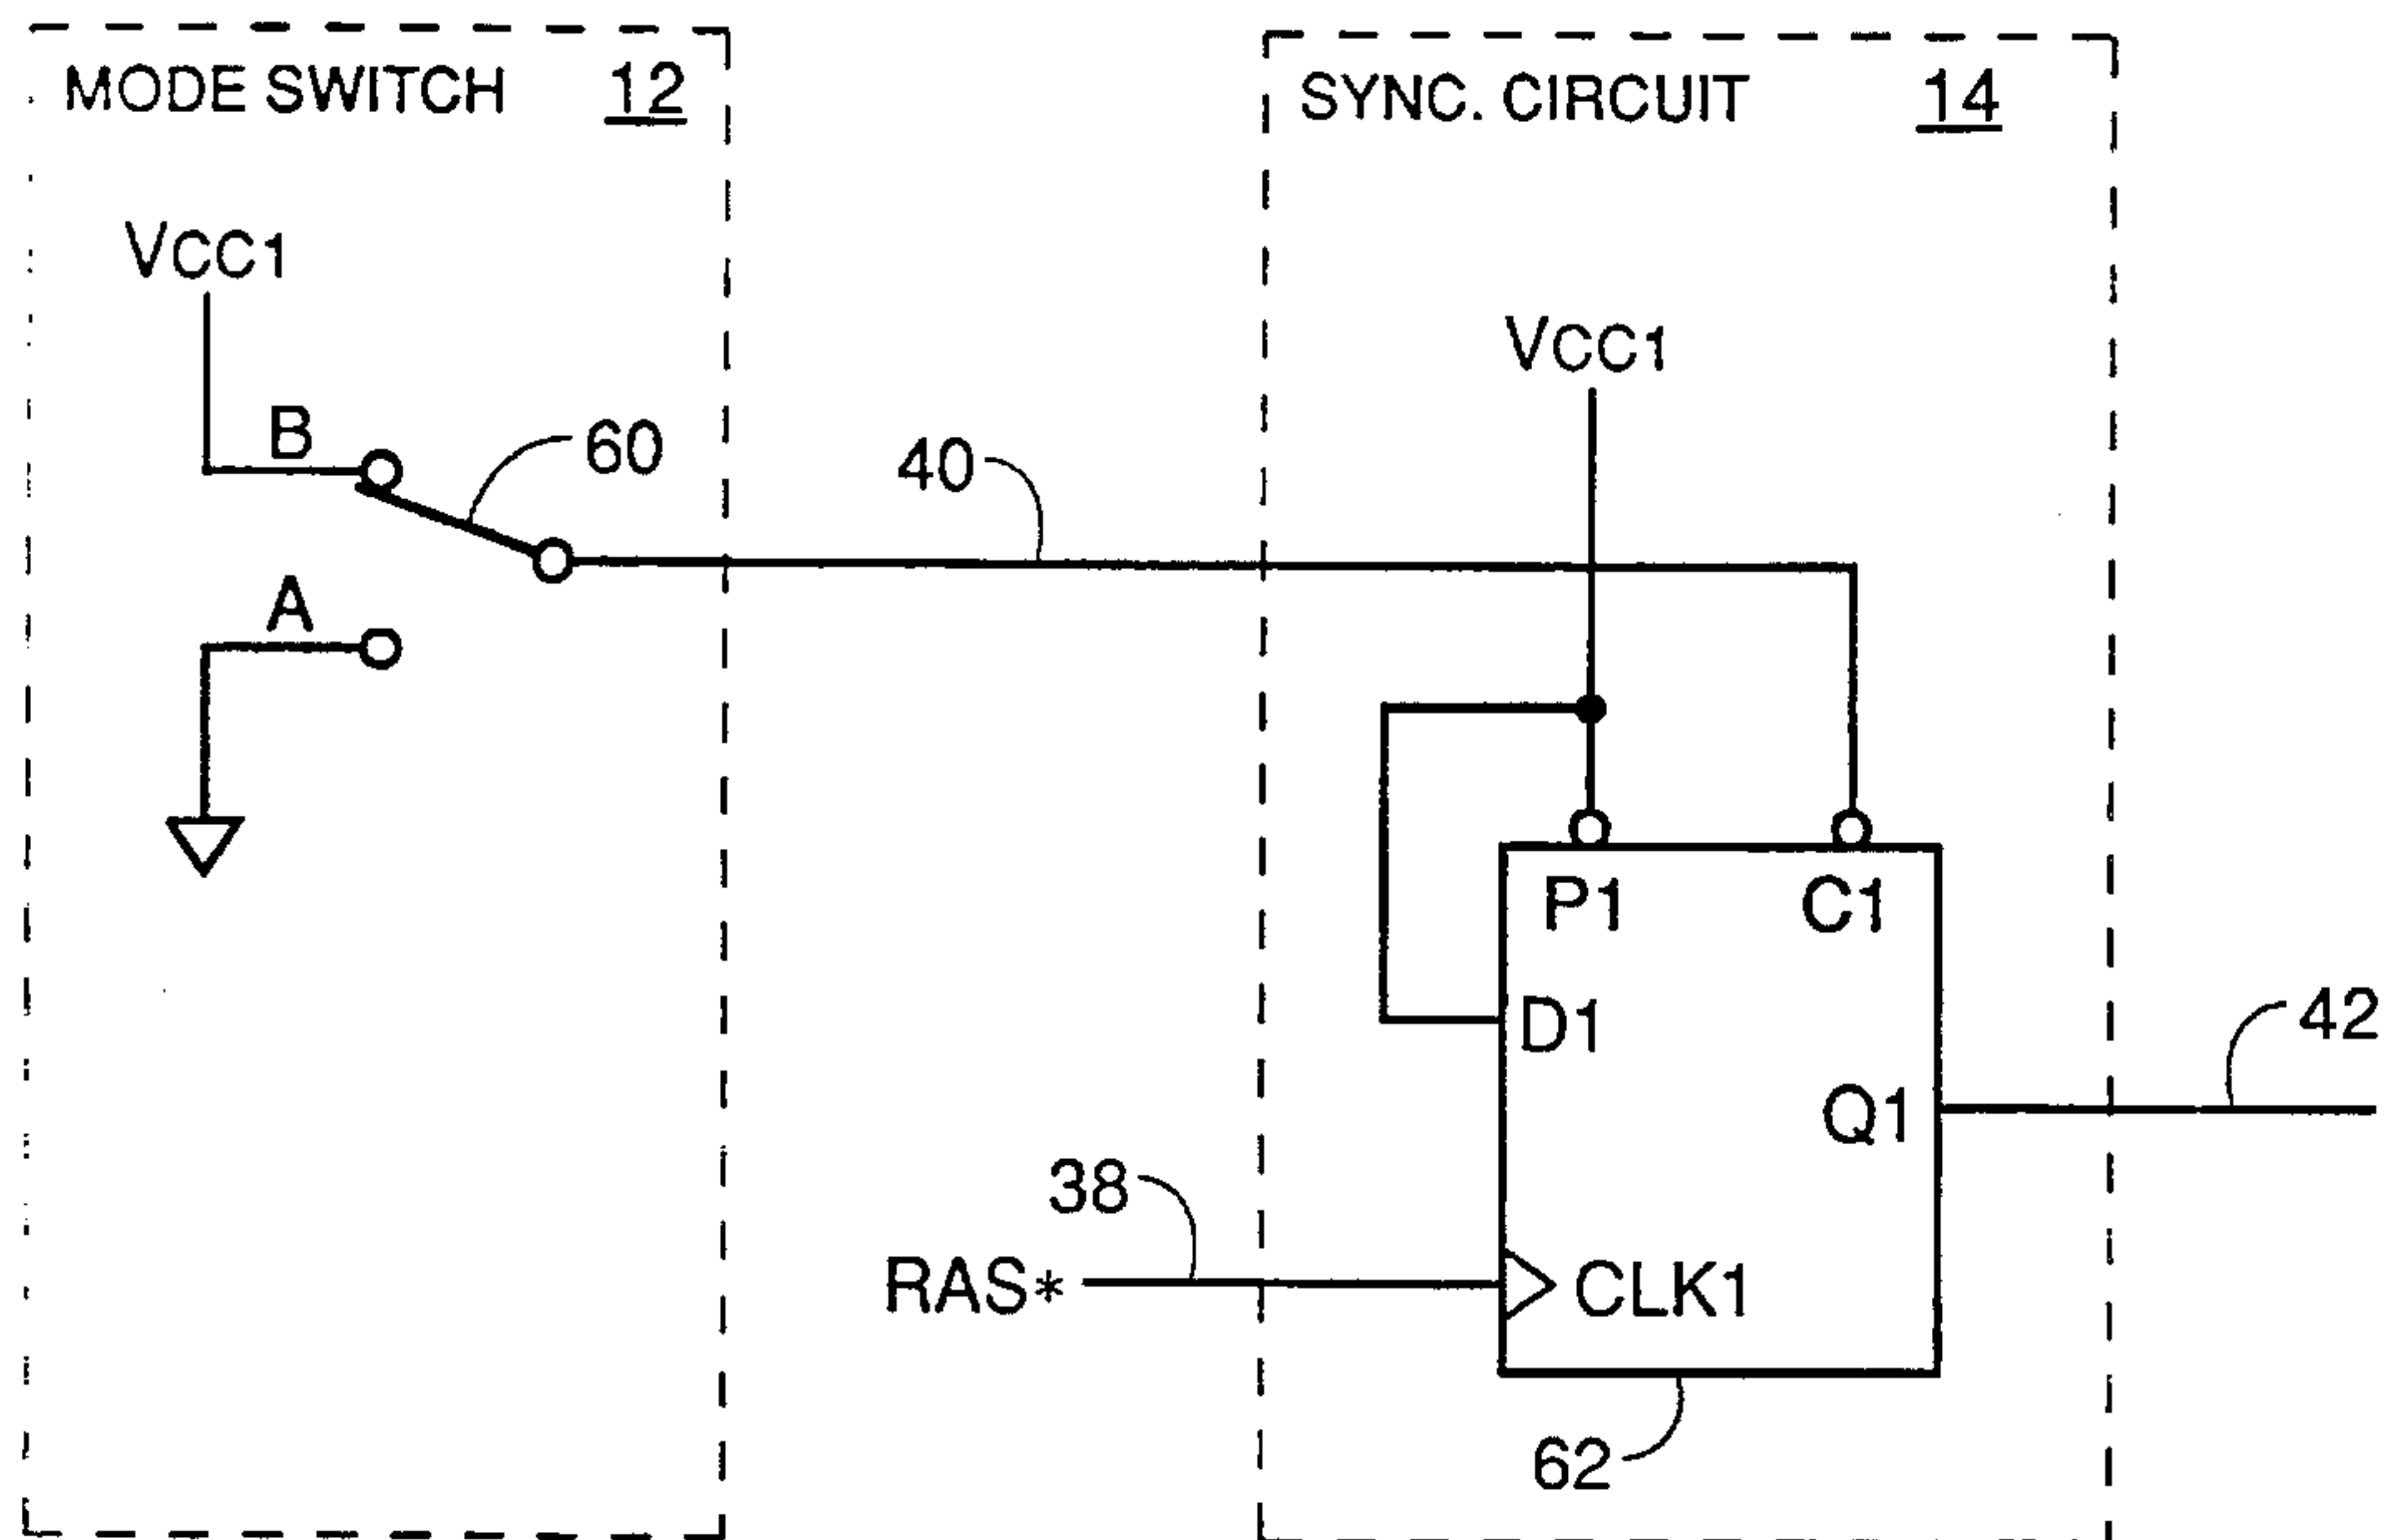 MODE SWITCH 12
SYNC. CIRCUIT 14
VCC1
VCC1
B
60
40
A
P1 C1
D1
42
Q1
38
RAS* CLK1
62